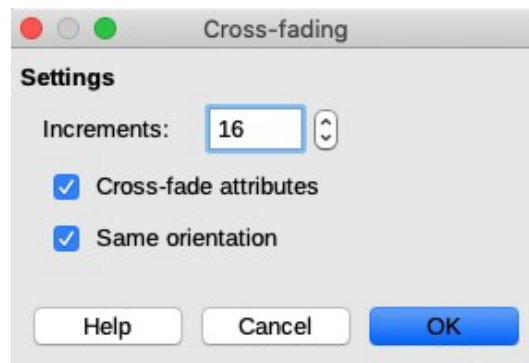 Cross-fading
Settings
Increments: 16
Cross-fade attributes
Same orientation
Help Cancel OK